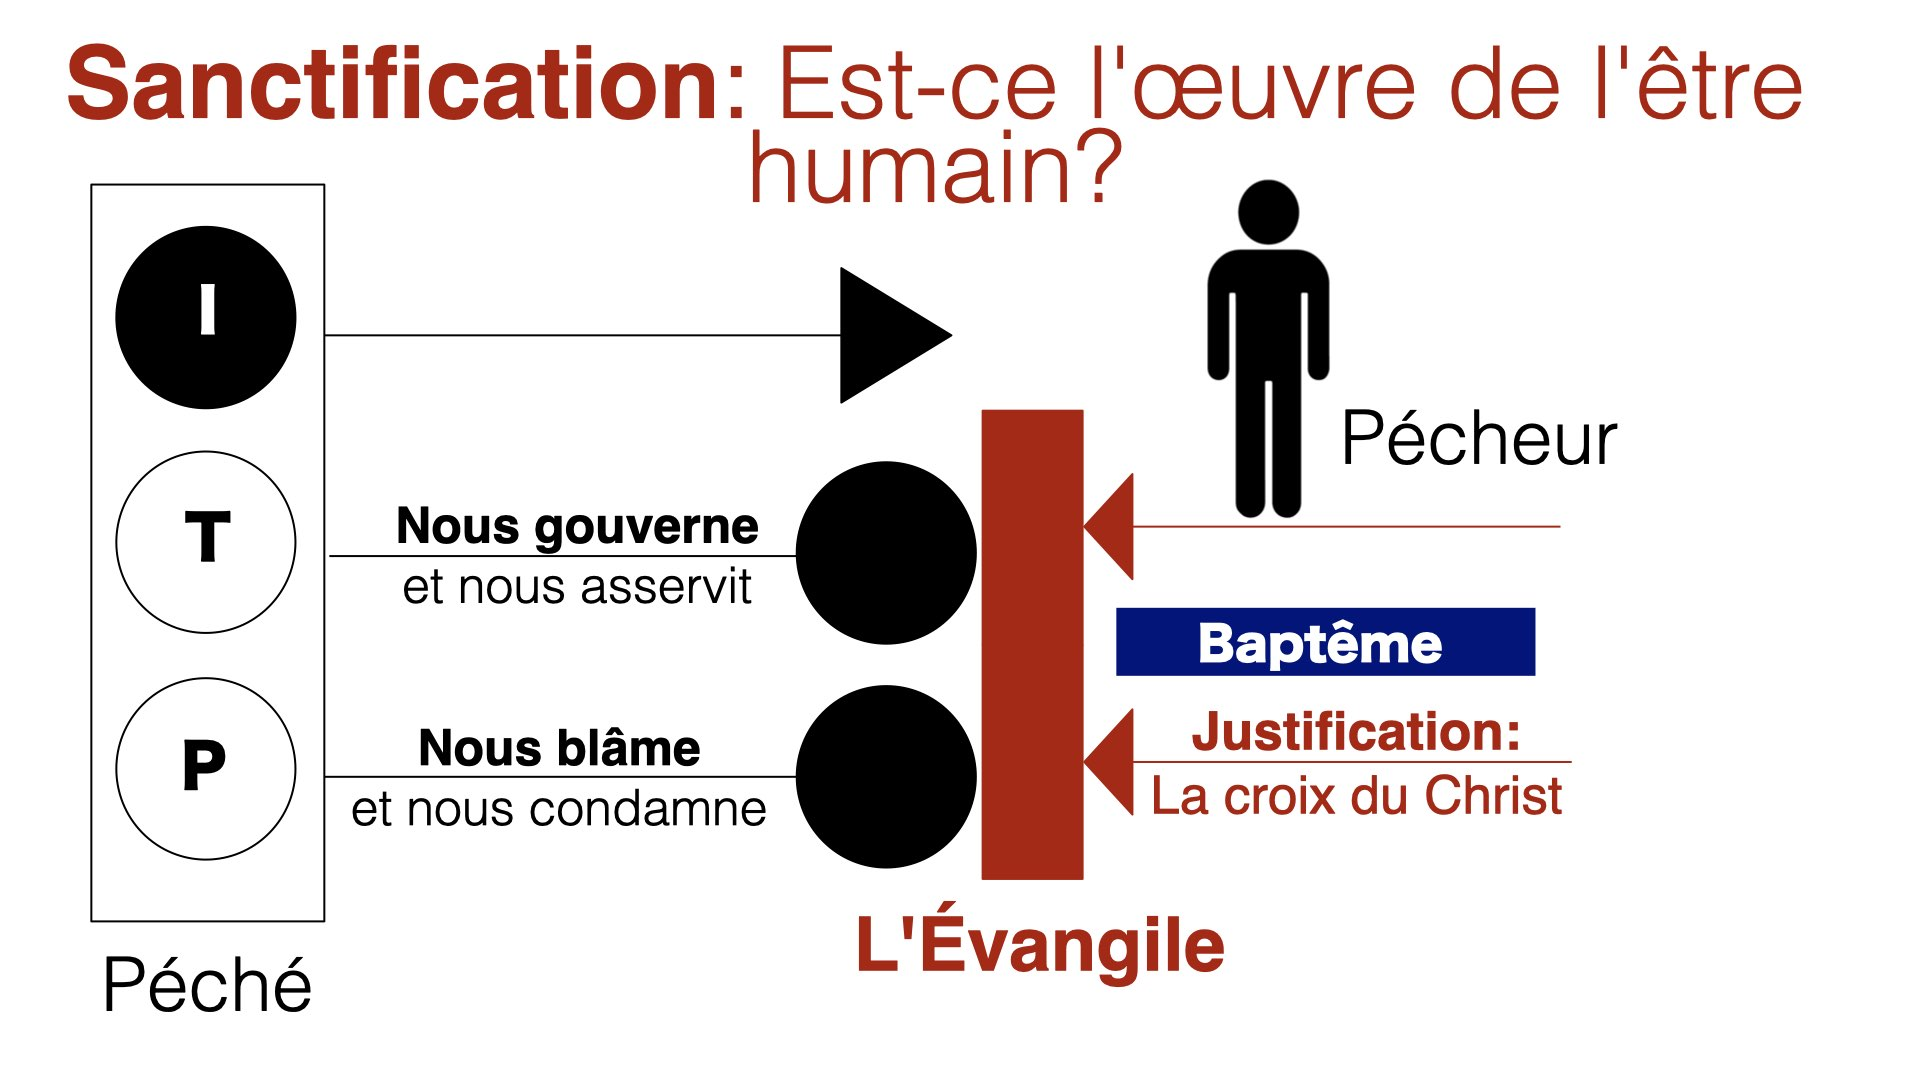 Sanctification: Est-ce l'œuvre de l'être
humain?
I
Pécheur
T
Nous gouverne
et nous asservit
Baptême
P
Nous blâme
et nous condamne
Justification:
La croix du Christ
L'Évangile
Péché